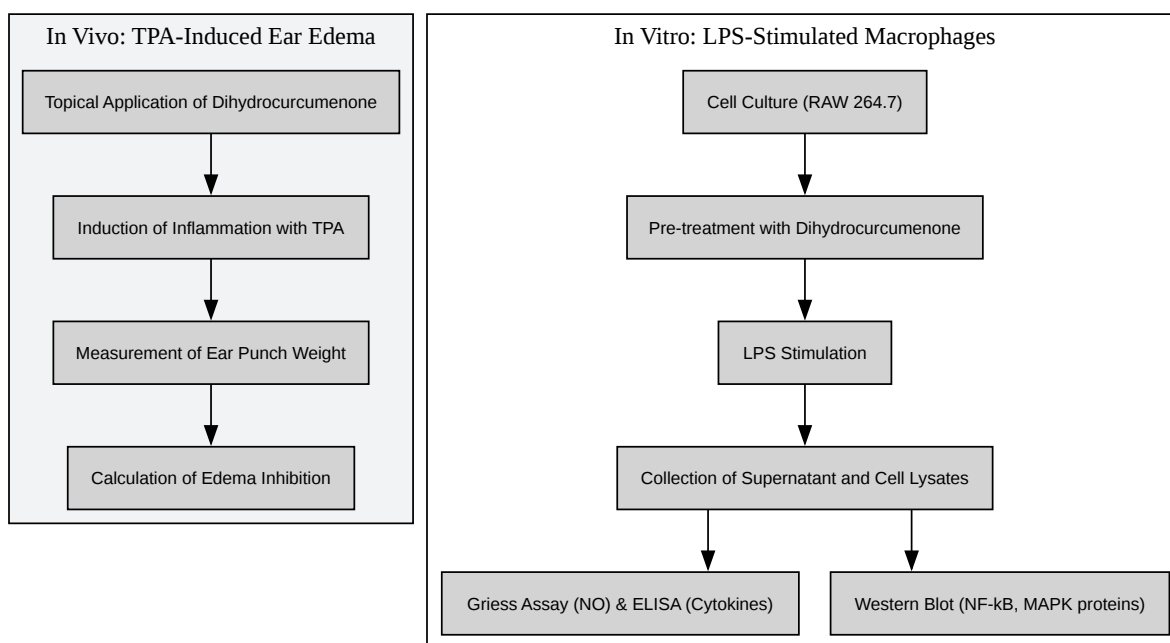 In Vivo: TPA-Induced Ear Edema
Topical Application of Dihydrocurcumenone
Induction of Inflammation with TPA
Measurement of Ear Punch Weight
Calculation of Edema Inhibition
In Vitro: LPS-Stimulated Macrophages
Cell Culture (RAW 264.7)
Pre-treatment with Dihydrocurcumenone
LPS Stimulation
Collection of Supernatant and Cell Lysates
Griess Assay (NO) & ELISA (Cytokines)
Western Blot (NF-kB, MAPK proteins)